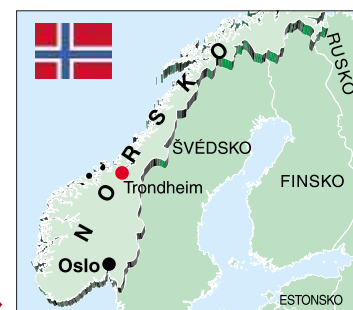 NORSKO
RUSKO
ŠVÉDSKO
FINSKO
Trondheim
Oslo
ESTONSKO